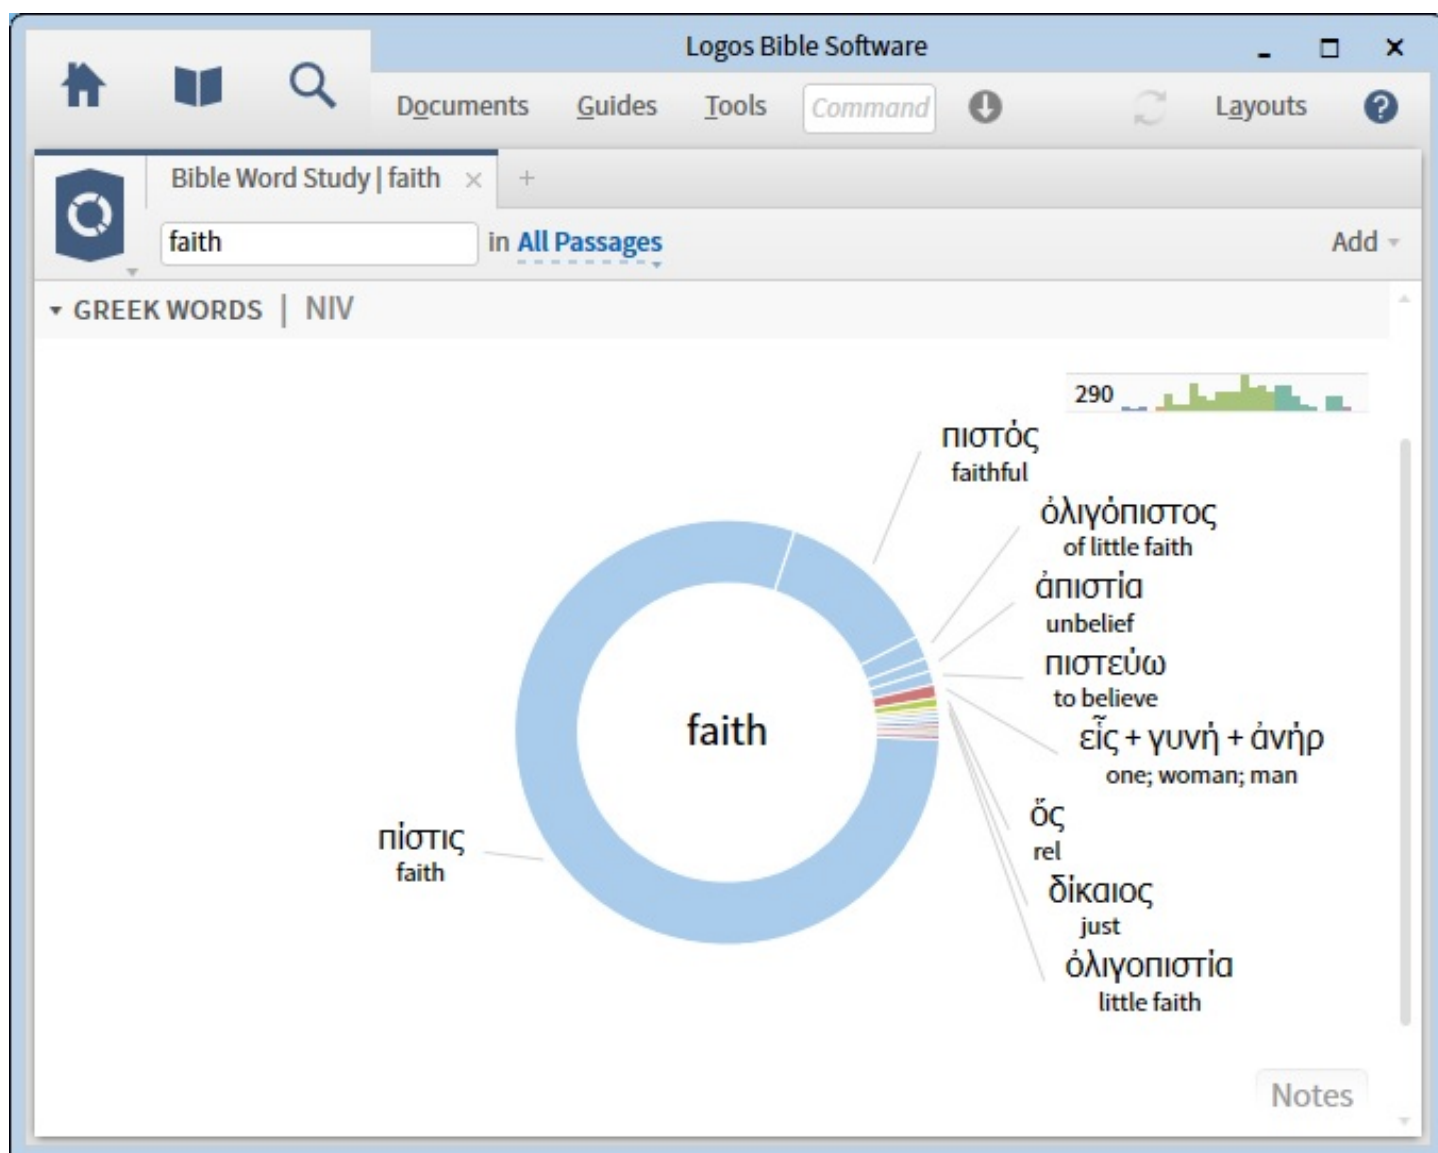 Logos Bible Software
Documents Guides Tools Command Layouts ?
Bible Word Study | faith × +
faith in All Passages Add
GREEK WORDS | NIV
290
πιστός
faithful
ὀλιγόπιστος
of little faith
ἀπιστία
unbelief
πιστεύω
to believe
εἷς + γυνή + ἀνήρ
one; woman; man
ὅς
rel
δίκαιος
just
ὀλιγοπιστία
little faith
faith
πίστις
faith
Notes